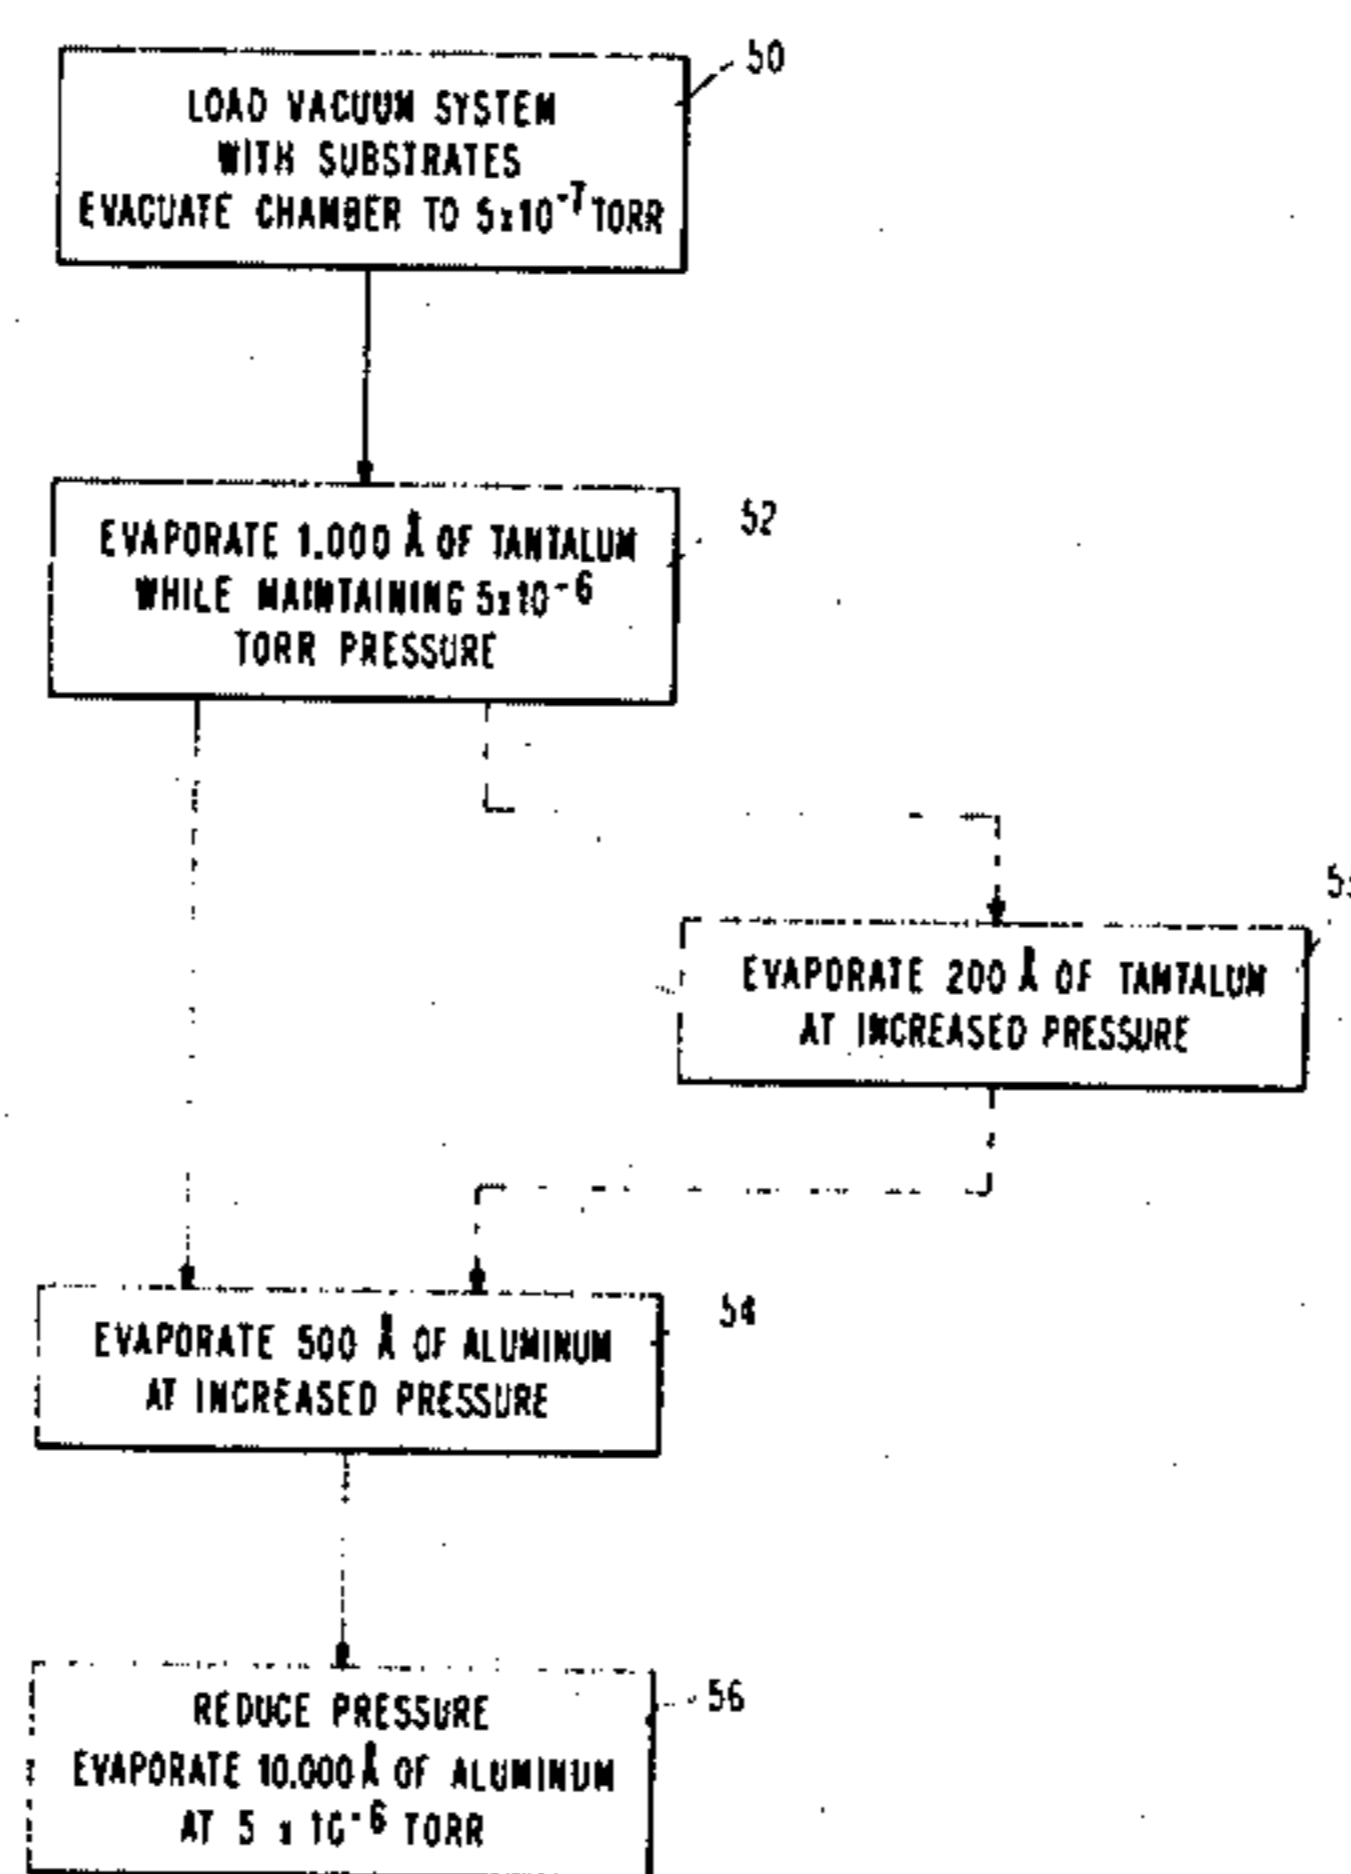 50
LOAD VACUUM SYSTEM
WITH SUBSTRATES
EVACUATE CHAMBER TO 5x10⁻⁷ TORR
52
EVAPORATE 1.000 Å OF TANTALUM
WHILE MAINTAINING 5x10⁻⁶
TORR PRESSURE
EVAPORATE 200 Å OF TANTALUM
AT INCREASED PRESSURE
54
EVAPORATE 500 Å OF ALUMINUM
AT INCREASED PRESSURE
56
REDUCE PRESSURE
EVAPORATE 10.000 Å OF ALUMINUM
AT 5 x 10⁻⁶ TORR